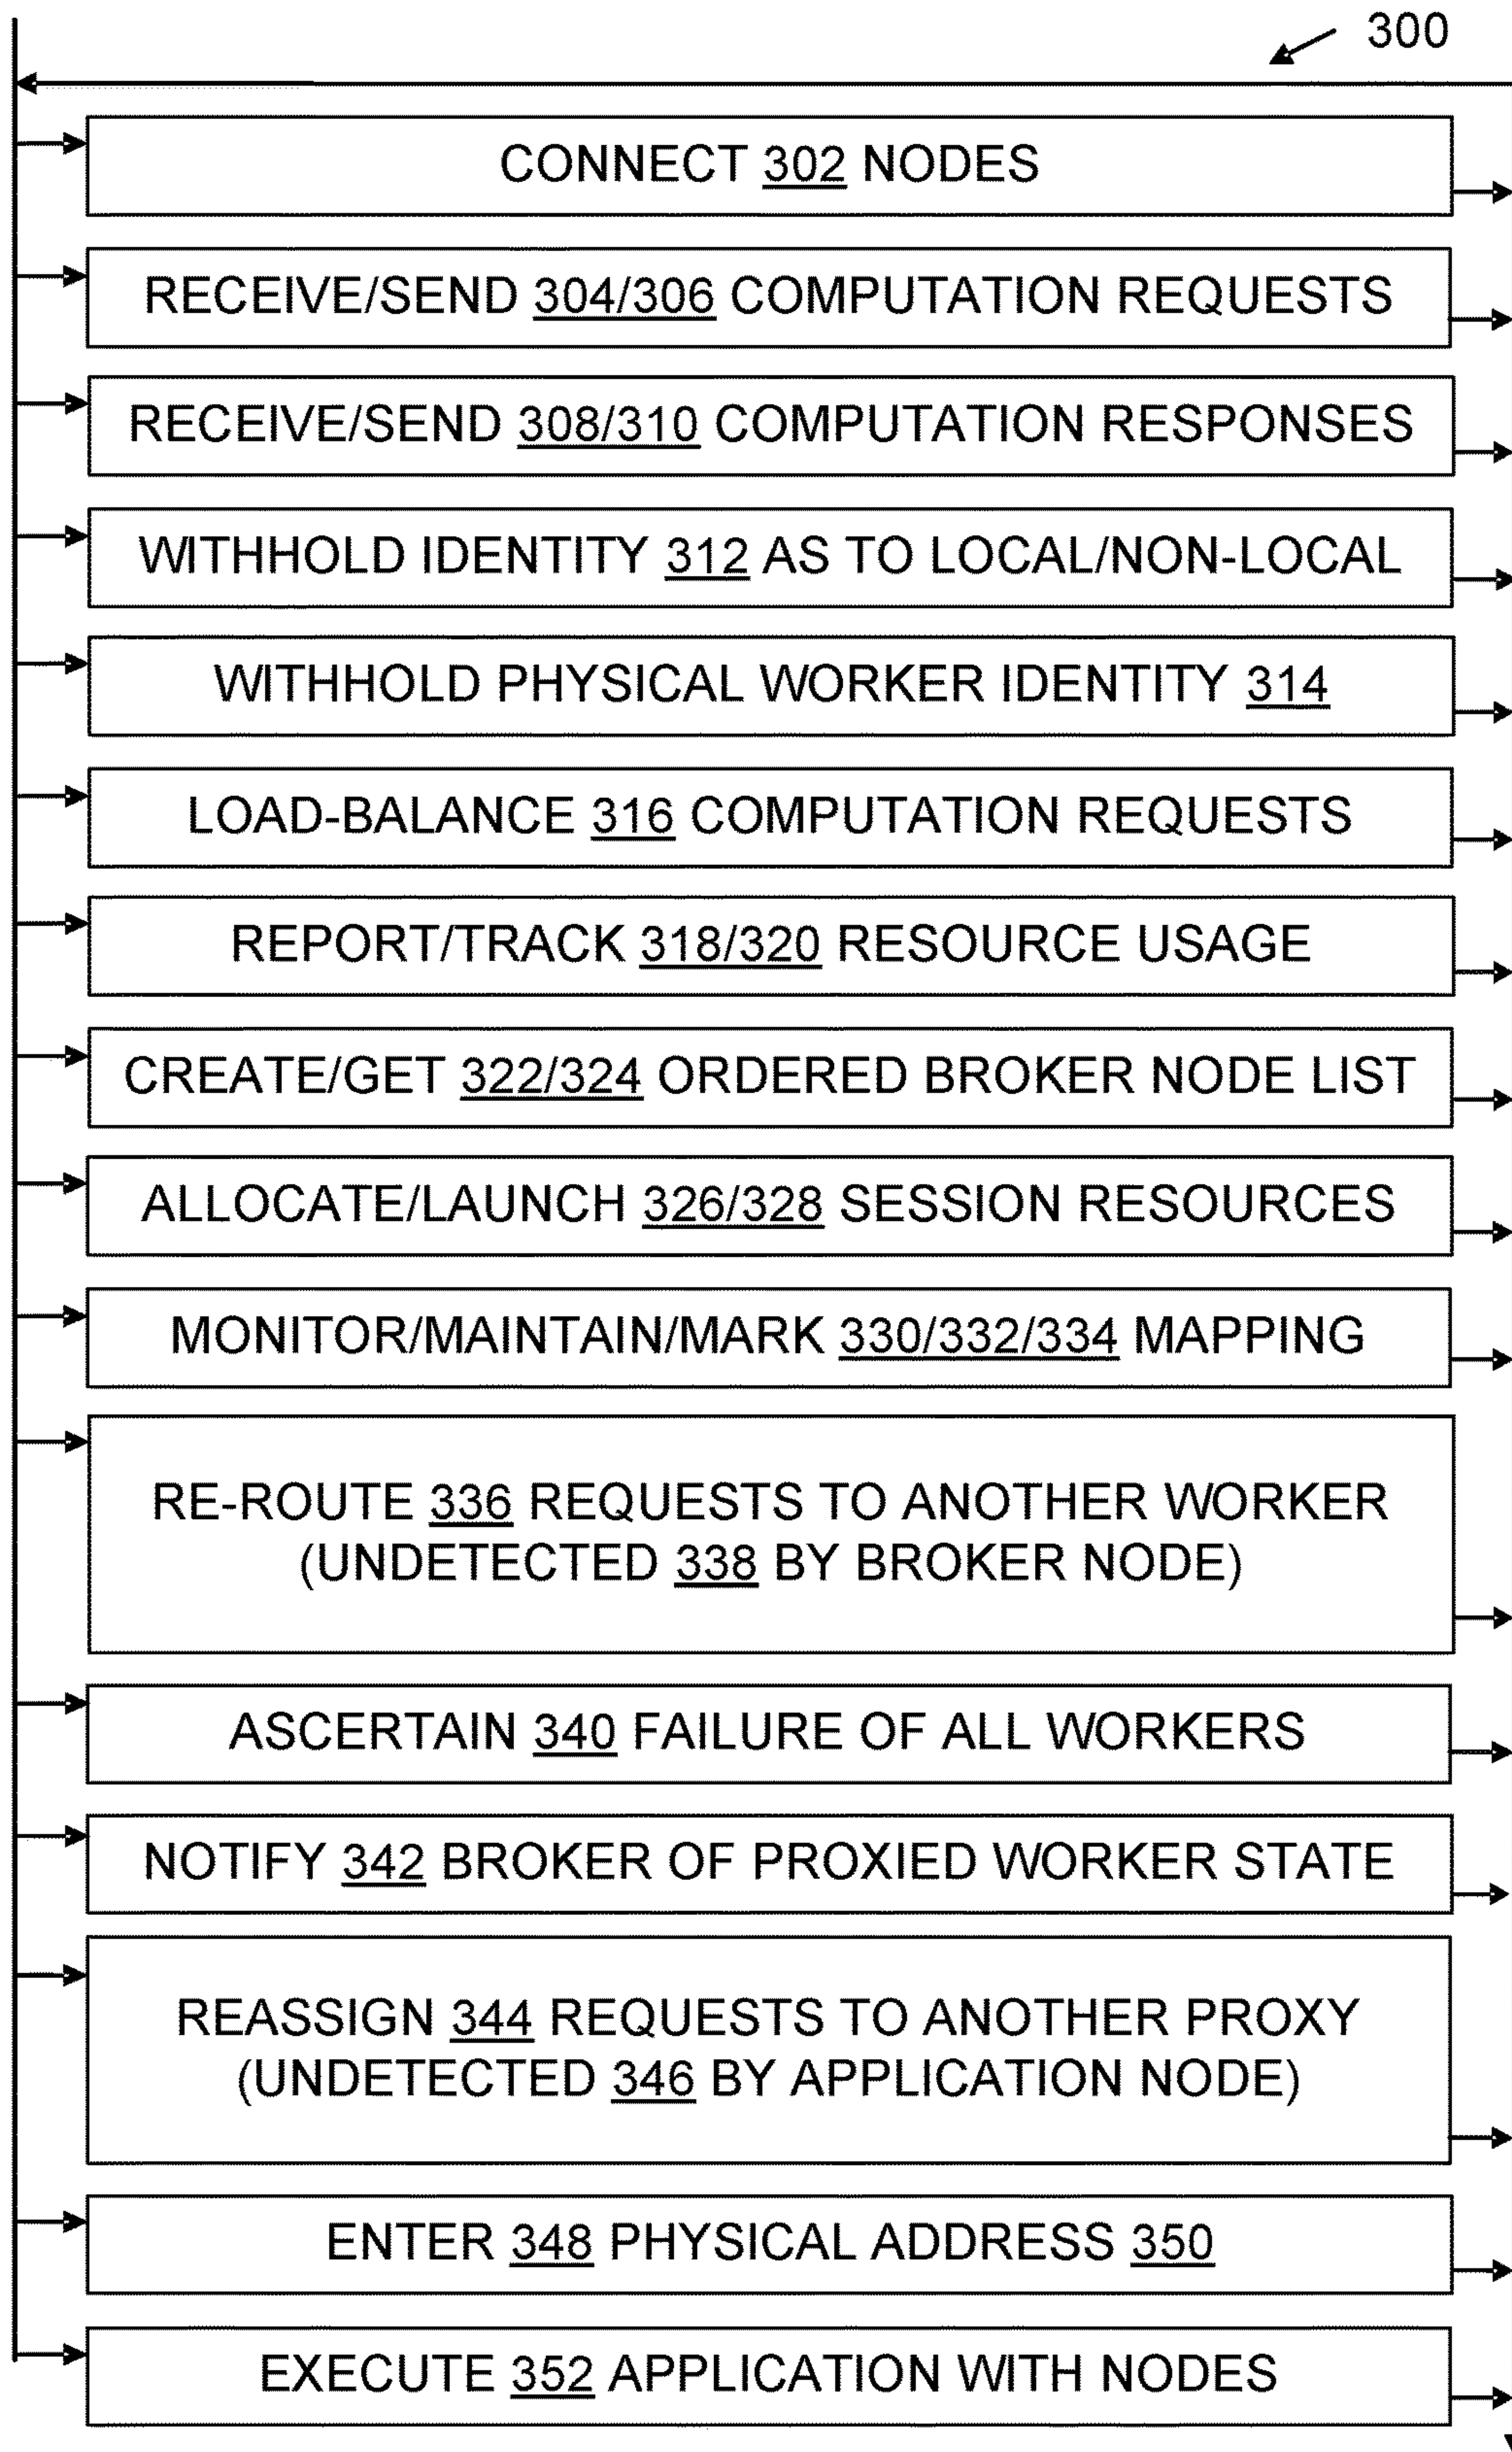 300
CONNECT 302 NODES
RECEIVE/SEND 304/306 COMPUTATION REQUESTS
RECEIVE/SEND 308/310 COMPUTATION RESPONSES
WITHHOLD IDENTITY 312 AS TO LOCAL/NON-LOCAL
WITHHOLD PHYSICAL WORKER IDENTITY 314
LOAD-BALANCE 316 COMPUTATION REQUESTS
REPORT/TRACK 318/320 RESOURCE USAGE
CREATE/GET 322/324 ORDERED BROKER NODE LIST
ALLOCATE/LAUNCH 326/328 SESSION RESOURCES
MONITOR/MAINTAIN/MARK 330/332/334 MAPPING
RE-ROUTE 336 REQUESTS TO ANOTHER WORKER
(UNDETECTED 338 BY BROKER NODE)
ASCERTAIN 340 FAILURE OF ALL WORKERS
NOTIFY 342 BROKER OF PROXIED WORKER STATE
REASSIGN 344 REQUESTS TO ANOTHER PROXY
(UNDETECTED 346 BY APPLICATION NODE)
ENTER 348 PHYSICAL ADDRESS 350
EXECUTE 352 APPLICATION WITH NODES